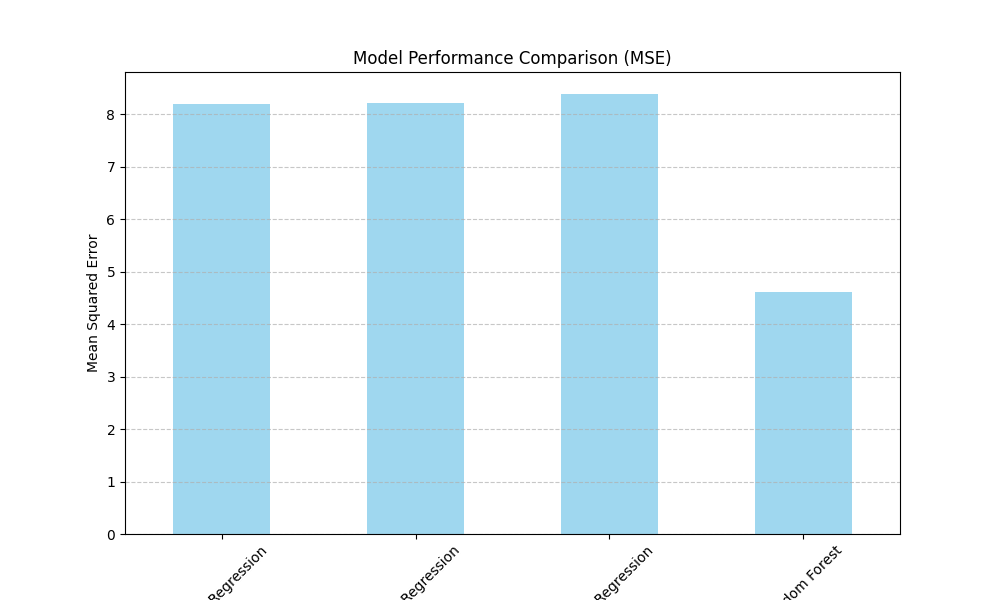 Model Performance Comparison (MSE)
Mean Squared Error
8
7
6
5
4
3
2
1
0
Regression
Regression
Regression
dom Forest